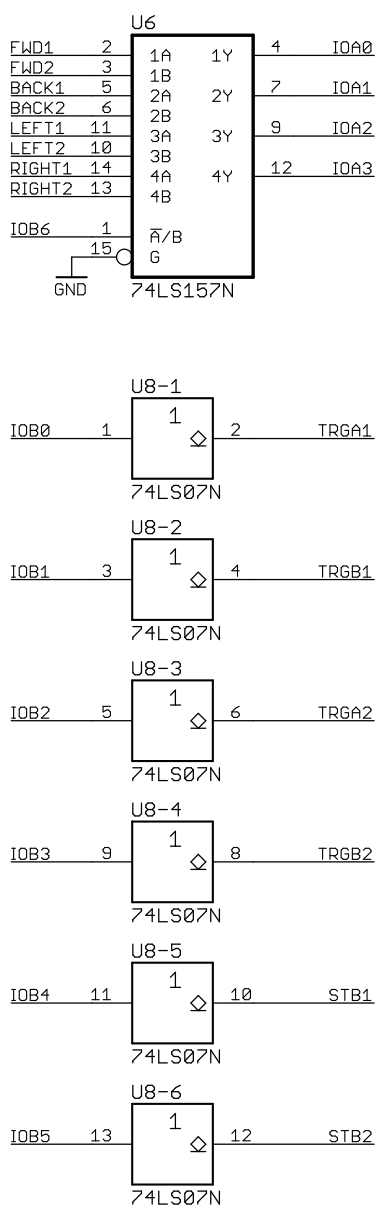 U6
FWD1 2 1A 1Y 4 IOA0
FWD2 3 1B
BACK1 5 2A 2Y 7 IOA1
BACK2 6 2B
LEFT1 11 3A 3Y 9 IOA2
LEFT2 10 3B
RIGHT1 14 4A 4Y 12 IOA3
RIGHT2 13 4B
IOB6 1 A̅/B
15 G
GND
74LS157N
U8-1
1
IOB0 1 2 TRGA1
74LS07N
U8-2
1
IOB1 3 4 TRGB1
74LS07N
U8-3
1
IOB2 5 6 TRGA2
74LS07N
U8-4
1
IOB3 9 8 TRGB2
74LS07N
U8-5
1
IOB4 11 10 STB1
74LS07N
U8-6
1
IOB5 13 12 STB2
74LS07N